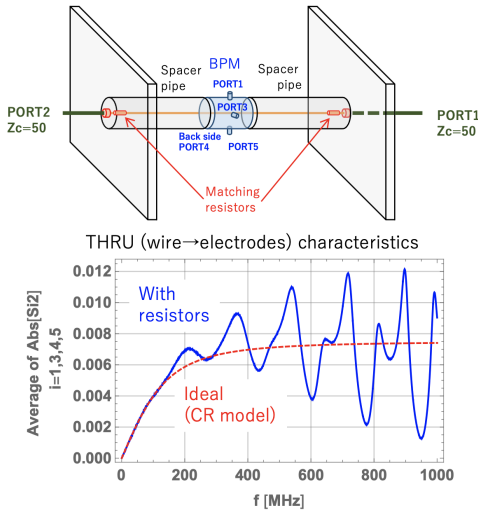 Spacer
pipe
BPM
Spacer
pipe
PORT1
PORT3
PORT2
Zc=50
PORT1
Zc=50
Back side
PORT4
PORT5
Matching
resistors
THRU (wire→electrodes) characteristics
Average of Abs[Si2]
i=1,3,4,5
0.012
0.010
0.008
0.006
0.004
0.002
0.000
With
resistors
Ideal
(CR model)
0 200 400 600 800 1000
f [MHz]